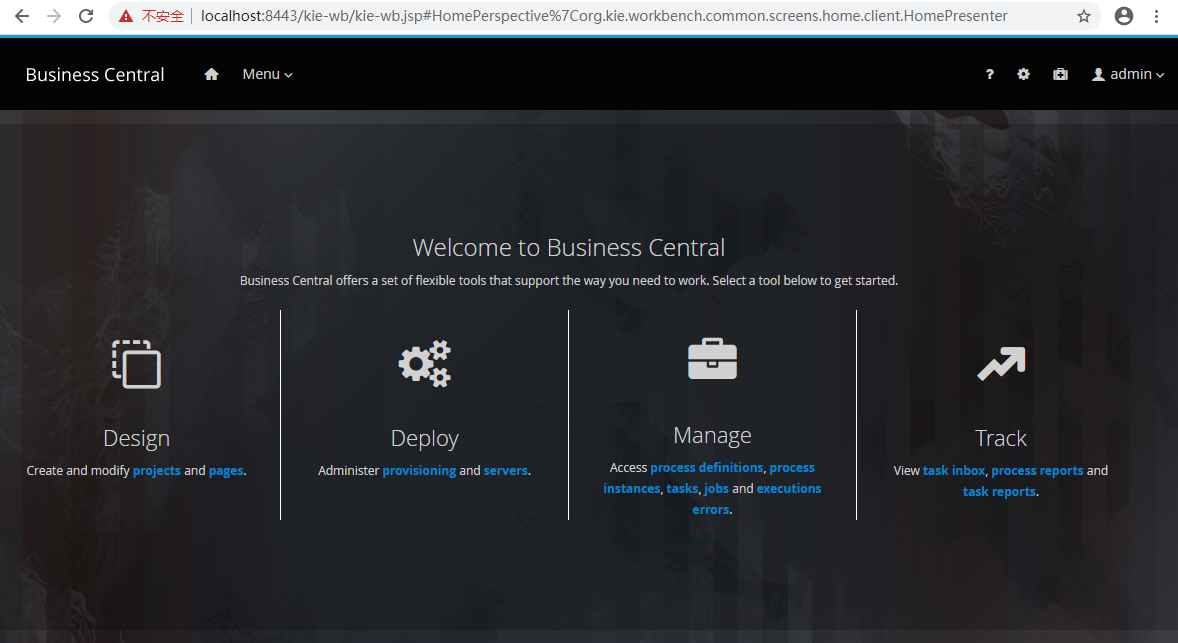 不安全 localhost:8443/kie-wb/kie-wb.jsp#HomePerspective%7Corg.kie.workbench.common.screens.home.client.HomePresenter
Business Central Menu ? admin
Welcome to Business Central
Business Central offers a set of flexible tools that support the way you need to work. Select a tool below to get started.
Design
Create and modify projects and pages.
Deploy
Administer provisioning and servers.
Manage
Access process definitions, process
instances, tasks, jobs and executions
errors.
Track
View task inbox, process reports and
task reports.